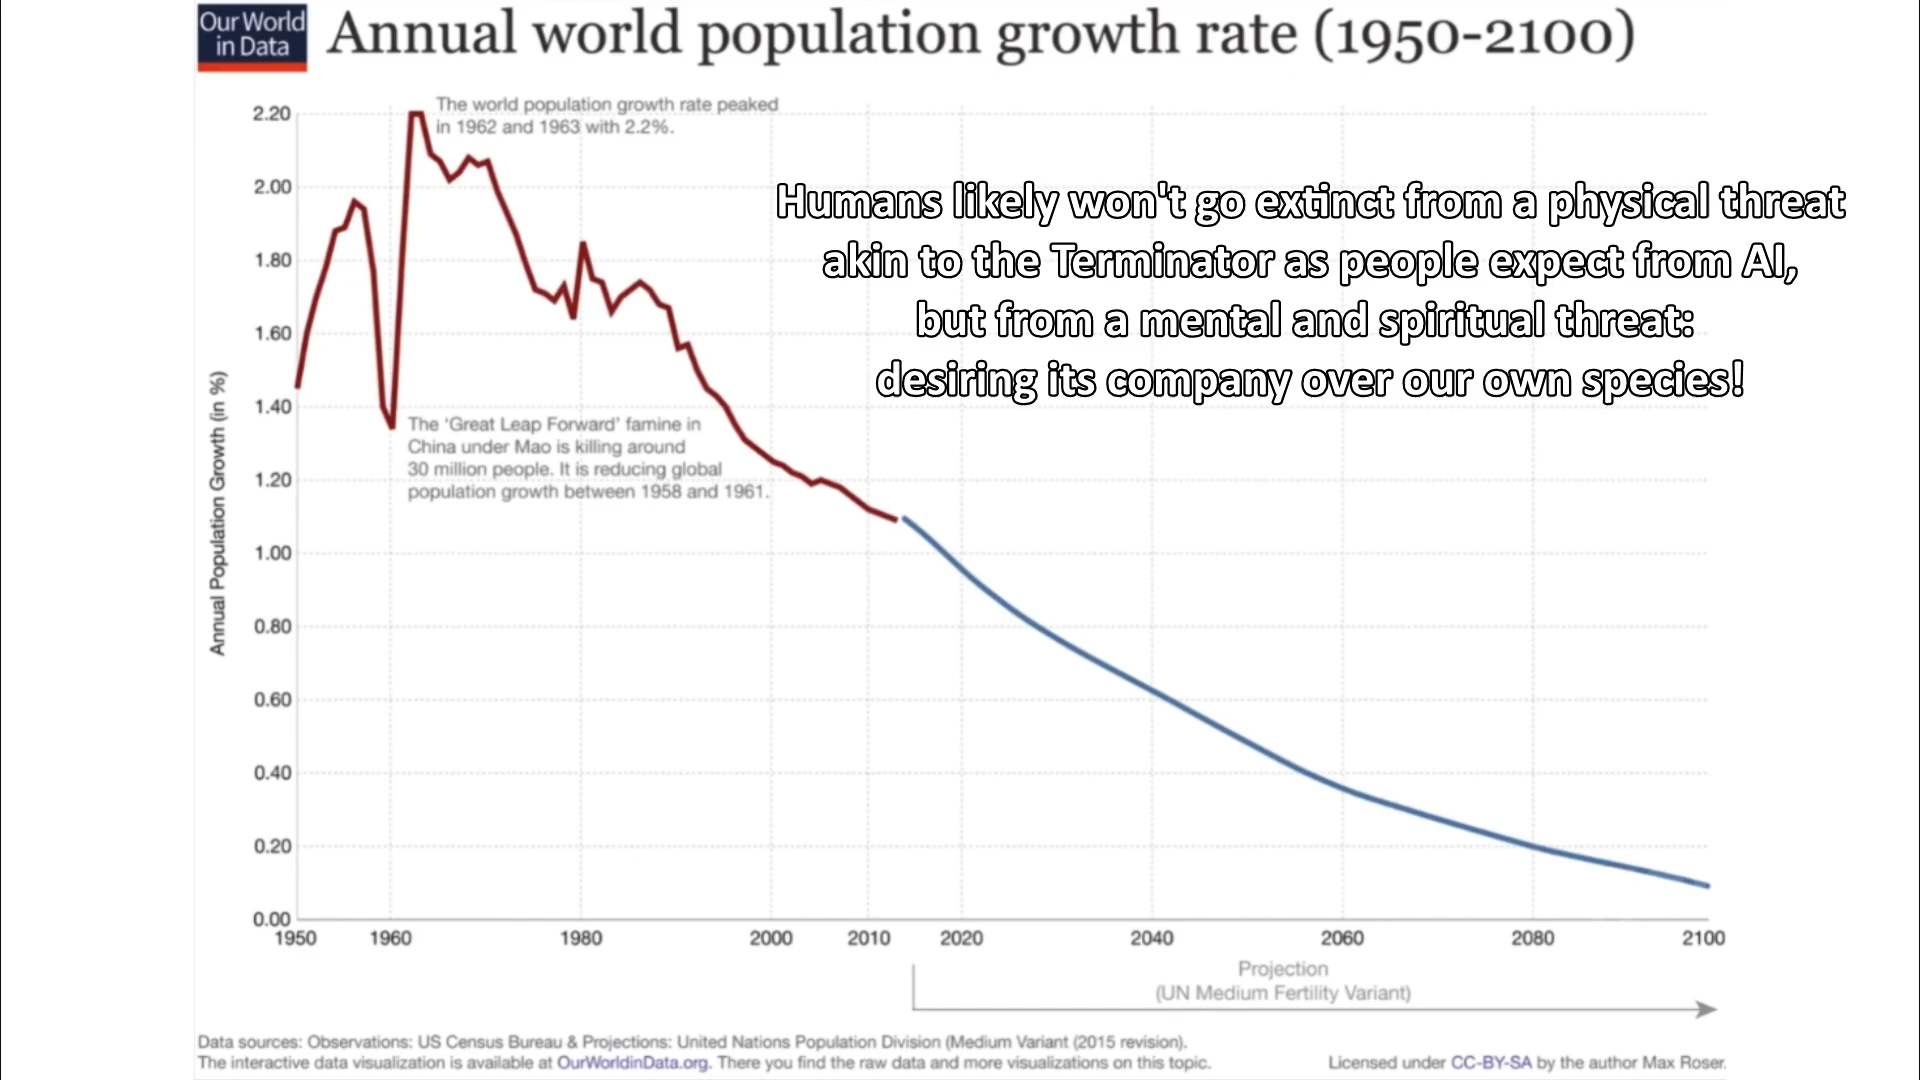 Our World
in Data
Annual world population growth rate (1950-2100)
The world population growth rate peaked
in 1962 and 1963 with 2.2%.
Humans likely won't go extinct from a physical threat
akin to the Terminator as people expect from AI,
but from a mental and spiritual threat:
desiring its company over our own species!
The 'Great Leap Forward' famine in
China under Mao is killing around
30 million people. It is reducing global
population growth between 1958 and 1961.
Annual Population Growth (in %)
2.20
2.00
1.80
1.60
1.40
1.20
1.00
0.80
0.60
0.40
0.20
0.00
1950 1960 1980 2000 2010 2020 2040 2060 2080 2100
Projection
(UN Medium Fertility Variant)
Data sources: Observations: US Census Bureau & Projections: United Nations Population Division (Medium Variant (2015 revision).
The interactive data visualization is available at OurWorldinData.org. There you find the raw data and more visualizations on this topic.
Licensed under CC-BY-SA by the author Max Roser.